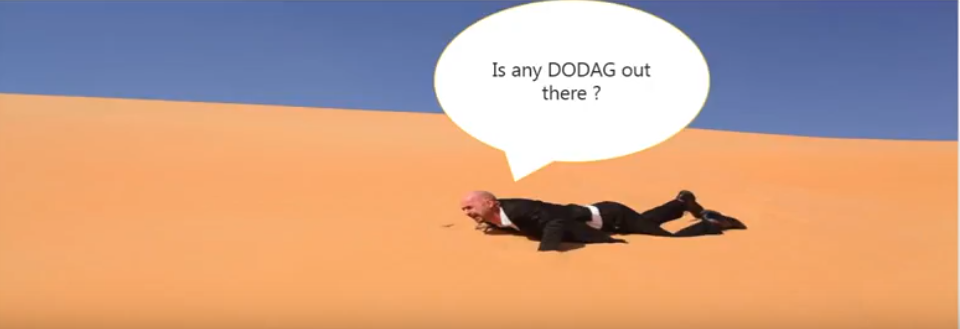 Is any DODAG out
there ?